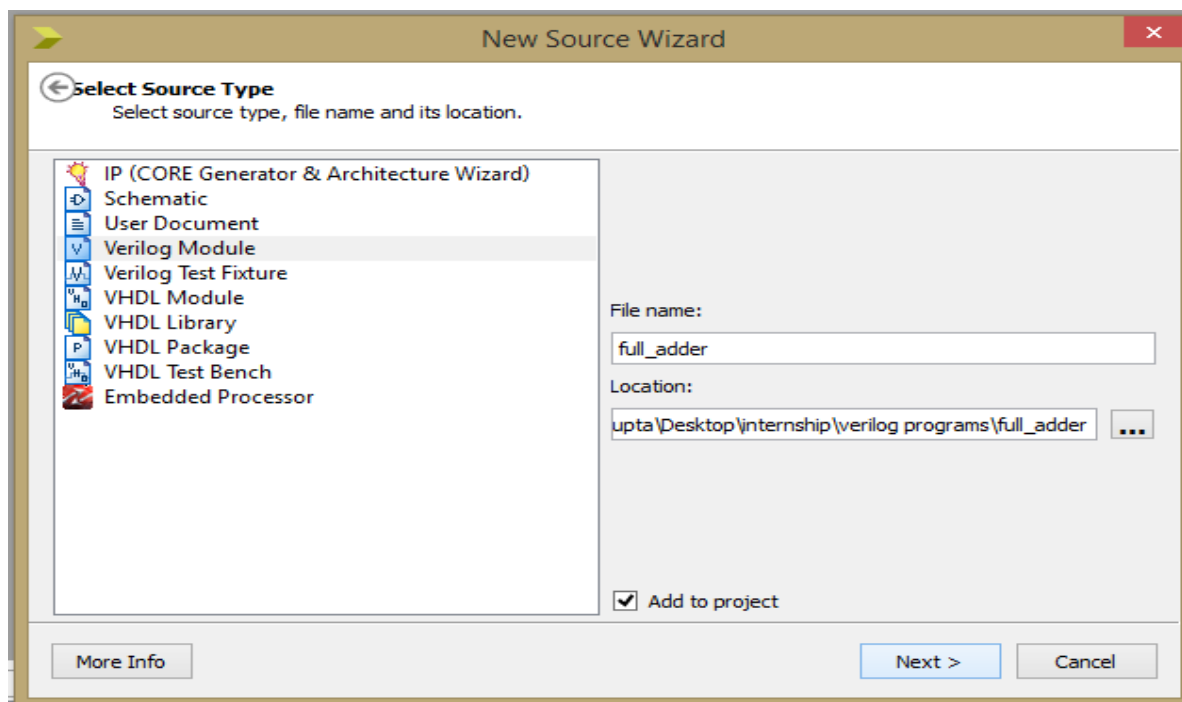 New Source Wizard
Select Source Type
Select source type, file name and its location.
IP (CORE Generator & Architecture Wizard)
Schematic
User Document
Verilog Module
Verilog Test Fixture
VHDL Module
VHDL Library
VHDL Package
VHDL Test Bench
Embedded Processor
File name:
full_adder
Location:
upta\Desktop\internship\verilog programs\full_adder
...
Add to project
More Info
Next >
Cancel